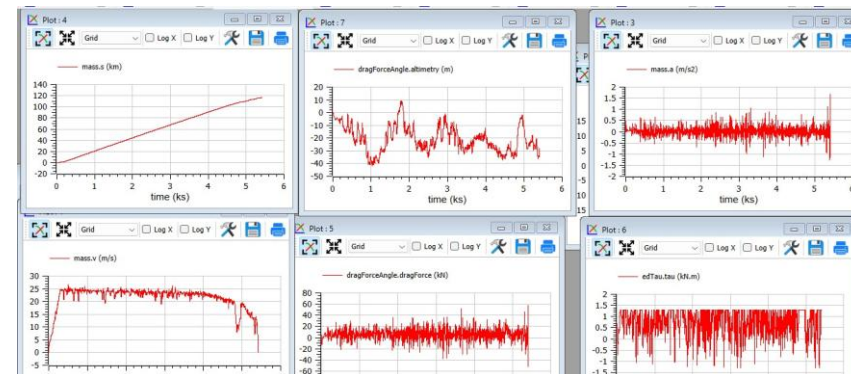 Plot : 4
Grid Log X Log Y
mass.s (km)
140
120
100
80
60
40
20
0
-20
0 1 2 3 4 5 6
time (ks)
Plot : 7
Grid Log X Log Y
dragForceAngle.altimetry (m)
20
10
0
-10
-20
-30
-40
-50
0 1 2 3 4 5 6
time (ks)
15
10
5
0
-5
10
15
Plot : 3
Grid Log X Log Y
mass.a (m/s2)
2
1.5
1
0.5
0
-0.5
-1
-1.5
-2
0 1 2 3 4 5
time (ks)
Grid Log X Log Y
mass.v (m/s)
30
25
20
15
10
5
0
-5
Plot : 5
Grid Log X Log Y
dragForceAngle.dragForce (kN)
80
60
40
20
0
-20
-40
-60
Plot : 6
Grid Log X Log Y
edTau.tau (kN.m)
2
1.5
1
0.5
0
-0.5
-1
-1.5